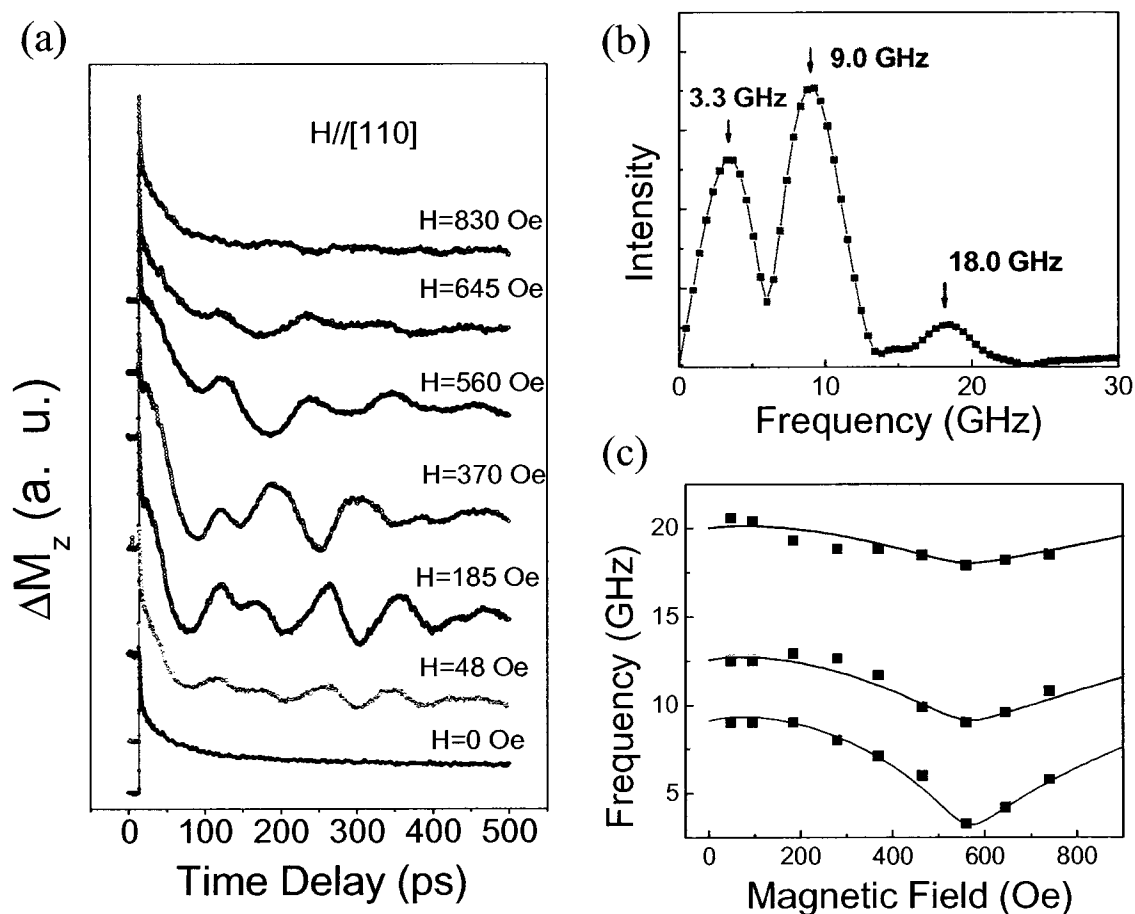 (a)
H//[110]
H=830 Oe
H=645 Oe
H=560 Oe
H=370 Oe
H=185 Oe
H=48 Oe
H=0 Oe
ΔM_z (a. u.)
0 100 200 300 400 500
Time Delay (ps)
(b)
3.3 GHz
9.0 GHz
18.0 GHz
Intensity
0 10 20 30
Frequency (GHz)
(c)
20
15
10
5
Frequency (GHz)
0 200 400 600 800
Magnetic Field (Oe)